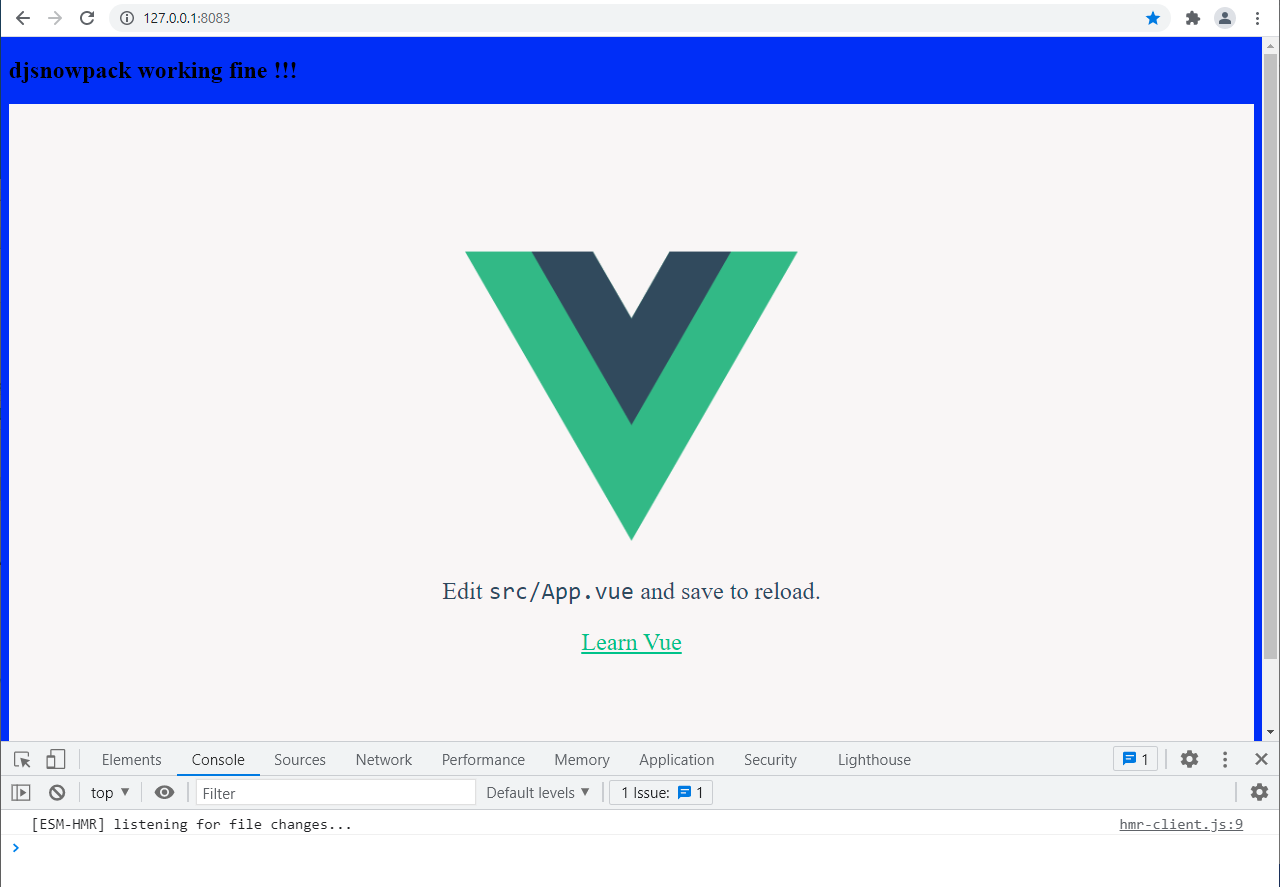 127.0.0.1:8083
djsnowpack working fine !!!
Edit src/App.vue and save to reload.
Learn Vue
Elements Console Sources Network Performance Memory Application Security Lighthouse 1
top Filter Default levels 1 Issue: 1
[ESM-HMR] listening for file changes... hmr-client.js:9